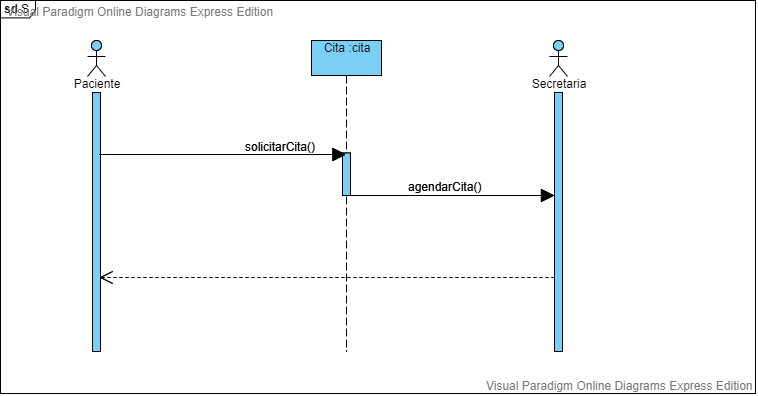 sd S
Visual Paradigm Online Diagrams Express Edition
Cita :cita
Paciente
Secretaria
solicitarCita()
agendarCita()
Visual Paradigm Online Diagrams Express Edition